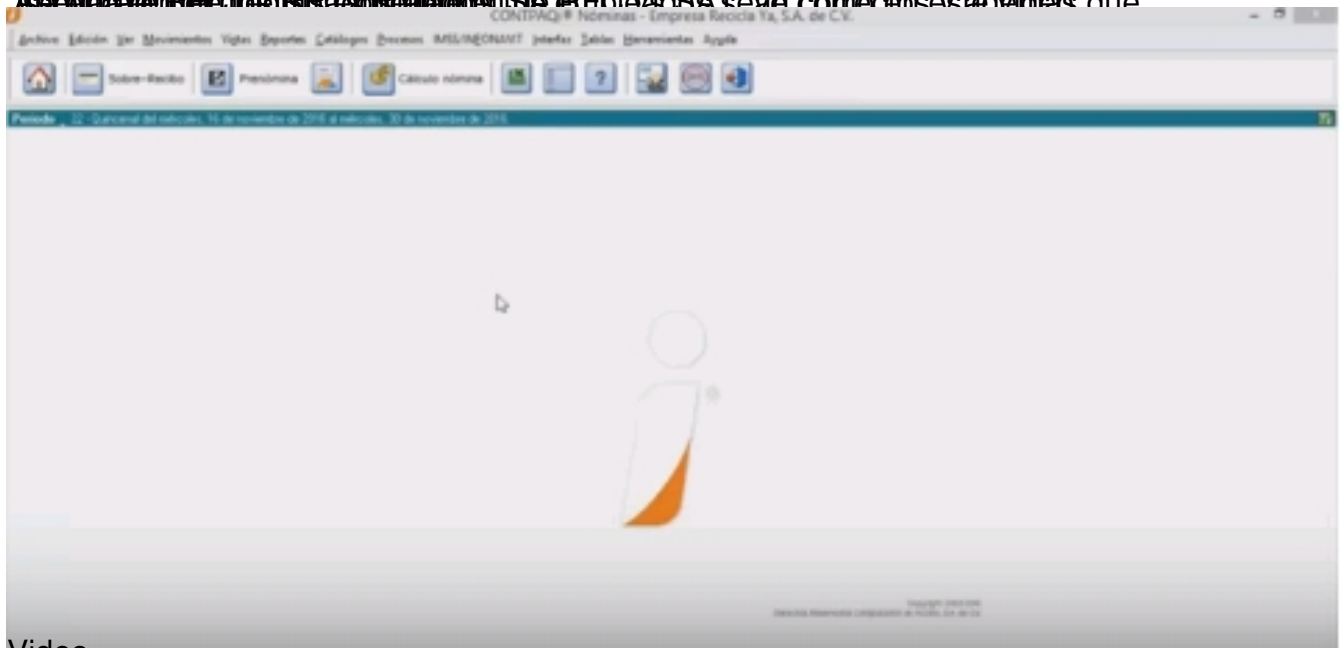 CONTPAQi® Nóminas - Empresa Recicla Ya, S.A. de C.V.
Archivo Edición Ver Movimientos Vigías Reportes Catálogos Procesos IMSS/INFONAVIT Interfaz Tablas Herramientas Ayuda
Sobre-Recibo Prenómina Cálculo nómina
Periodo 22 - Quincenal del miércoles, 16 de noviembre de 2016 al miércoles, 30 de noviembre de 2016.
Video